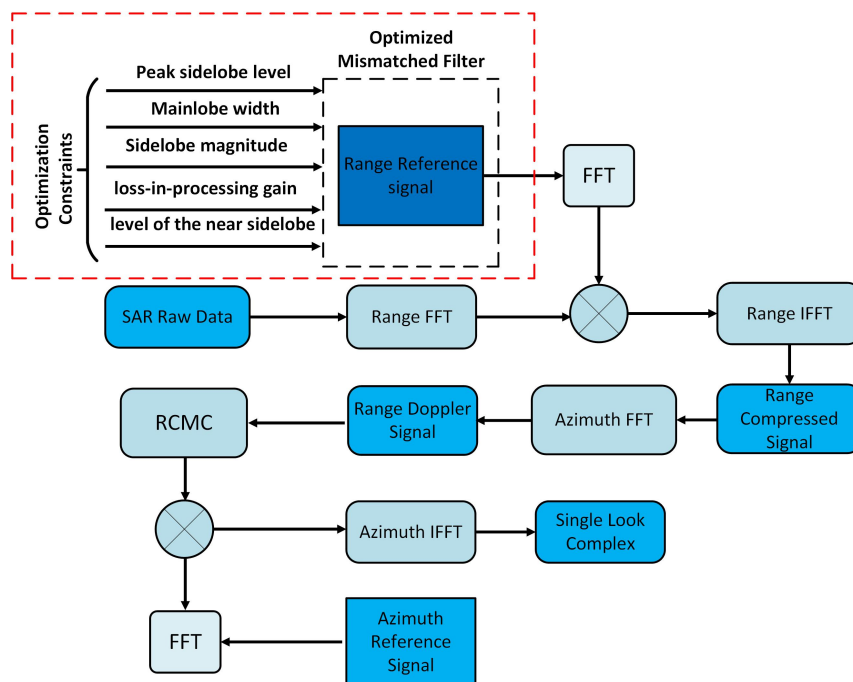 Optimized
Mismatched Filter
Optimization
Constraints
Peak sidelobe level
Mainlobe width
Sidelobe magnitude
loss-in-processing gain
level of the near sidelobe
Range Reference
signal
FFT
SAR Raw Data
Range FFT
Range IFFT
RCMC
Range Doppler
Signal
Azimuth FFT
Range
Compressed
Signal
Azimuth IFFT
Single Look
Complex
FFT
Azimuth
Reference
Signal